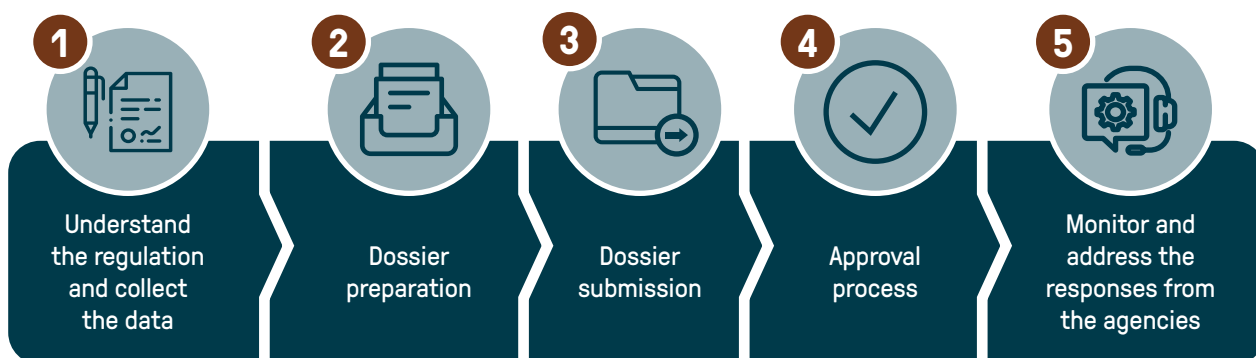 1
Understand
the regulation
and collect
the data
2
Dossier
preparation
3
Dossier
submission
4
Approval
process
5
Monitor and
address the
responses from
the agencies